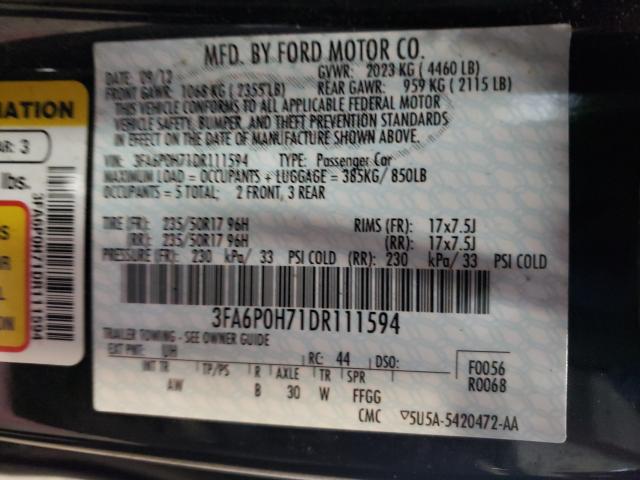 MFD. BY FORD MOTOR CO.
DATE 09/12 GVWR: 2023 KG ( 4460 LB)
FRONT GAWR: 1068 KG ( 2355 LB) REAR GAWR: 959 KG ( 2115 LB)
THIS VEHICLE CONFORMS TO ALL APPLICABLE FEDERAL MOTOR
VEHICLE SAFETY, BUMPER, AND THEFT PREVENTION STANDARDS
IN EFFECT ON THE DATE OF MANUFACTURE SHOWN ABOVE.
VIN: 3FA6P0H71DR111594 TYPE: Passenger Car
MAXIMUM LOAD = OCCUPANTS + LUGGAGE = 385KG/ 850LB
OCCUPANTS = 5 TOTAL; 2 FRONT, 3 REAR
TIRE (FR): 235/50R17 96H RIMS (FR): 17x7.5J
(RR): 235/50R17 96H (RR): 17x7.5J
PRESSURE (FR): 230 kPa/ 33 PSI COLD (RR): 230 kPa/ 33 PSI COLD
3FA6P0H71DR111594
TRAILER TOWING - SEE OWNER GUIDE
EXT PNT: UH RC: 44 DSO: F0056
R0068
INT TR TP/PS R AXLE TR SPR
AW B 30 W FFGG
CMC ▽5U5A-5420472-AA
MATION
AR: 3
lbs.
3FA6P0H71DR111594
S
R
L
ON